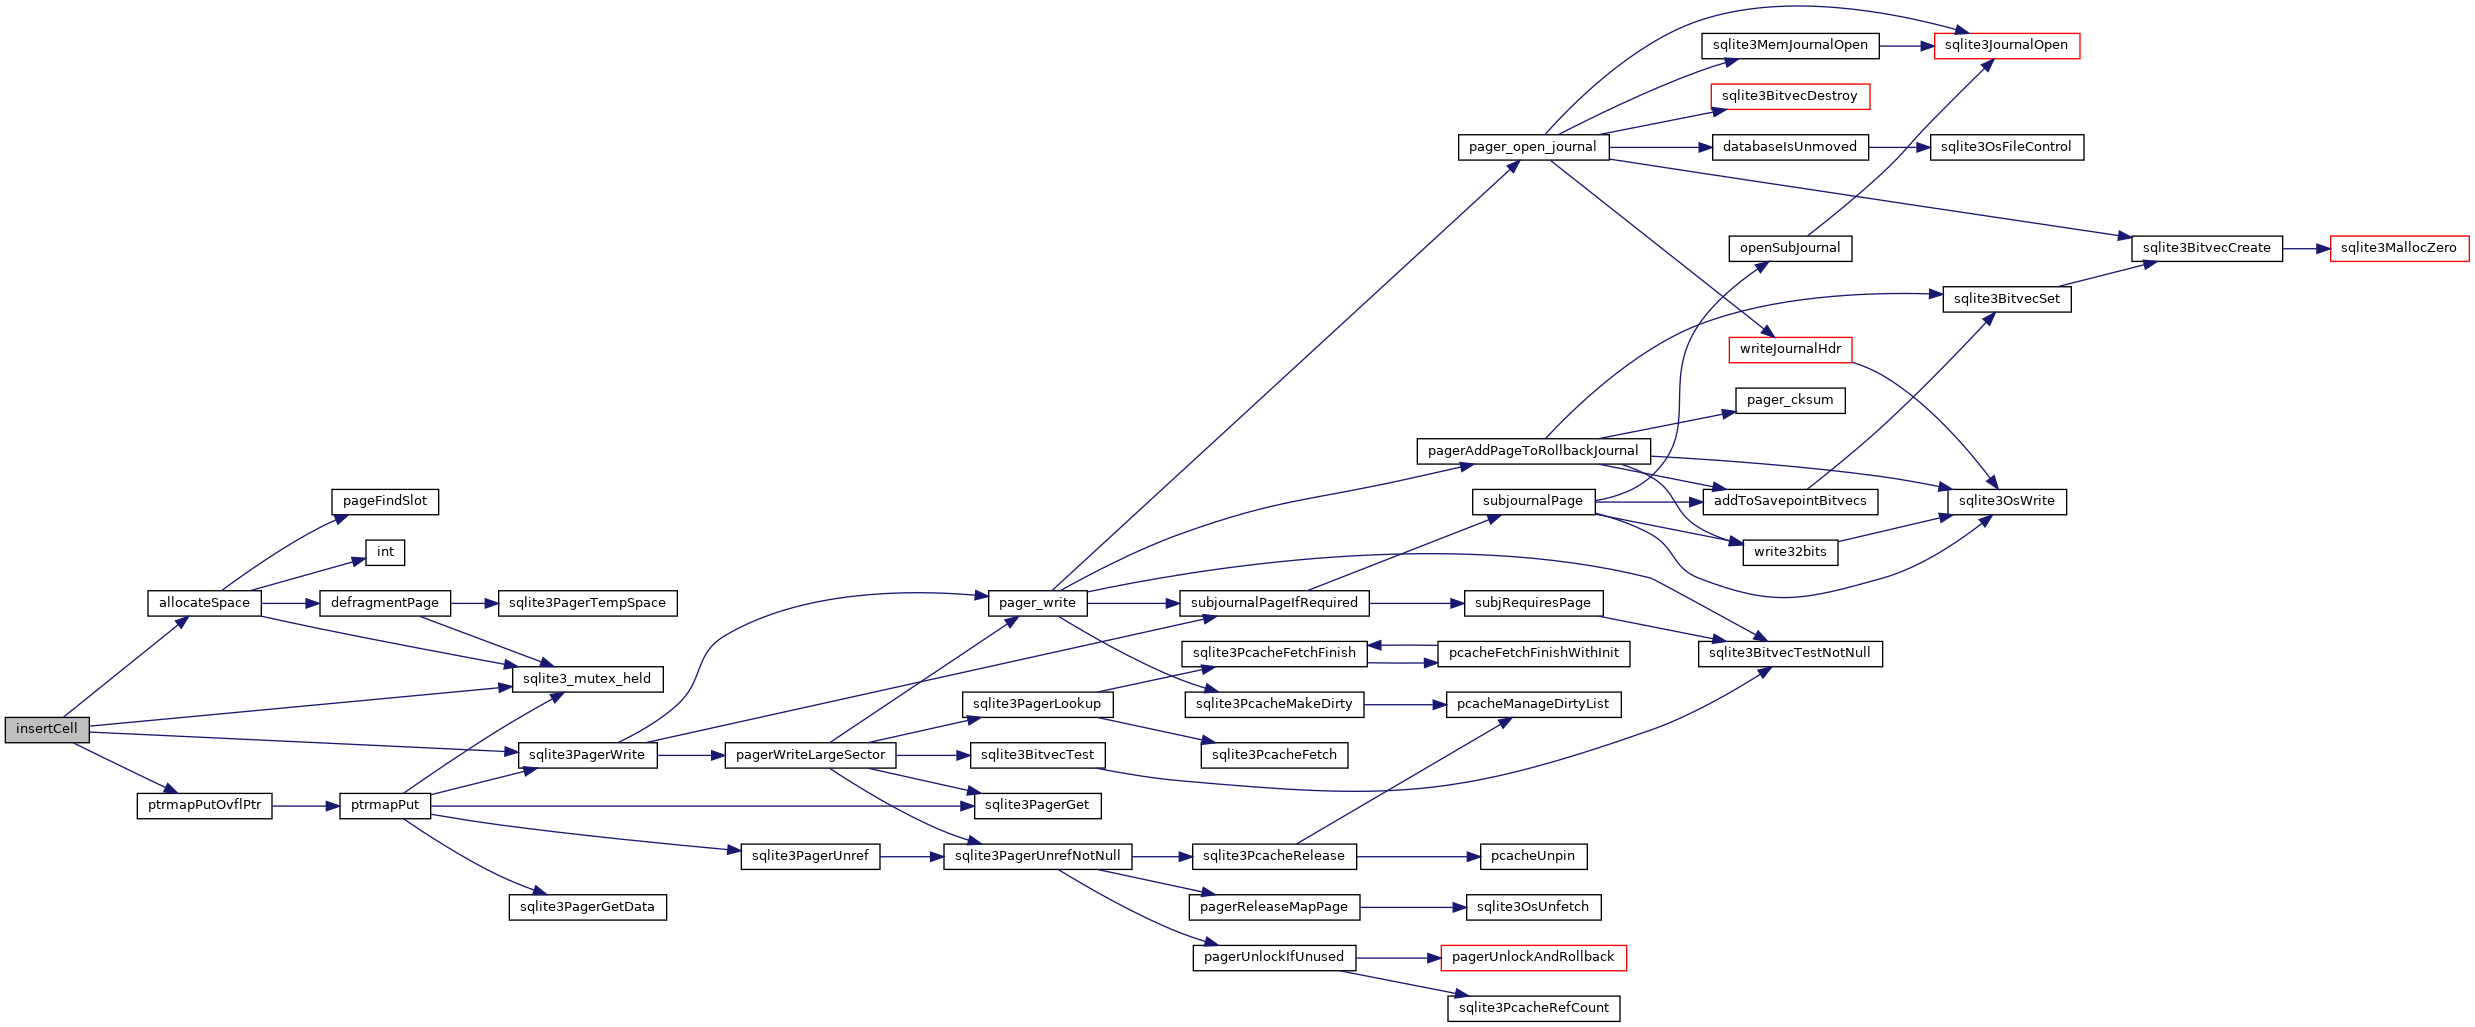 insertCell
allocateSpace
ptrmapPutOvflPtr
pageFindSlot
int
defragmentPage
ptrmapPut
sqlite3PagerTempSpace
sqlite3_mutex_held
sqlite3PagerWrite
sqlite3PagerGetData
pagerWriteLargeSector
sqlite3PagerUnref
pager_write
sqlite3PagerLookup
sqlite3BitvecTest
sqlite3PagerGet
sqlite3PagerUnrefNotNull
subjournalPageIfRequired
sqlite3PcacheFetchFinish
sqlite3PcacheMakeDirty
sqlite3PcacheFetch
sqlite3PcacheRelease
pagerReleaseMapPage
pagerUnlockIfUnused
pager_open_journal
pagerAddPageToRollbackJournal
subjournalPage
subjRequiresPage
pcacheFetchFinishWithInit
pcacheManageDirtyList
pcacheUnpin
sqlite3OsUnfetch
pagerUnlockAndRollback
sqlite3PcacheRefCount
sqlite3MemJournalOpen
sqlite3BitvecDestroy
databaseIsUnmoved
openSubJournal
writeJournalHdr
pager_cksum
addToSavepointBitvecs
write32bits
sqlite3BitvecTestNotNull
sqlite3JournalOpen
sqlite3OsFileControl
sqlite3BitvecSet
sqlite3OsWrite
sqlite3BitvecCreate
sqlite3MallocZero